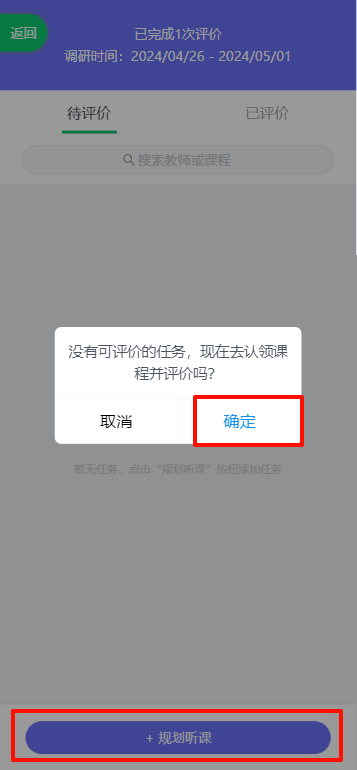 返回
已完成1次评价
调研时间：2024/04/26 - 2024/05/01
待评价
已评价
搜索教师或课程
没有可评价的任务，现在去认领课
程并评价吗？
取消
确定
暂无任务，点击“规划听课”按钮添加任务
+ 规划听课